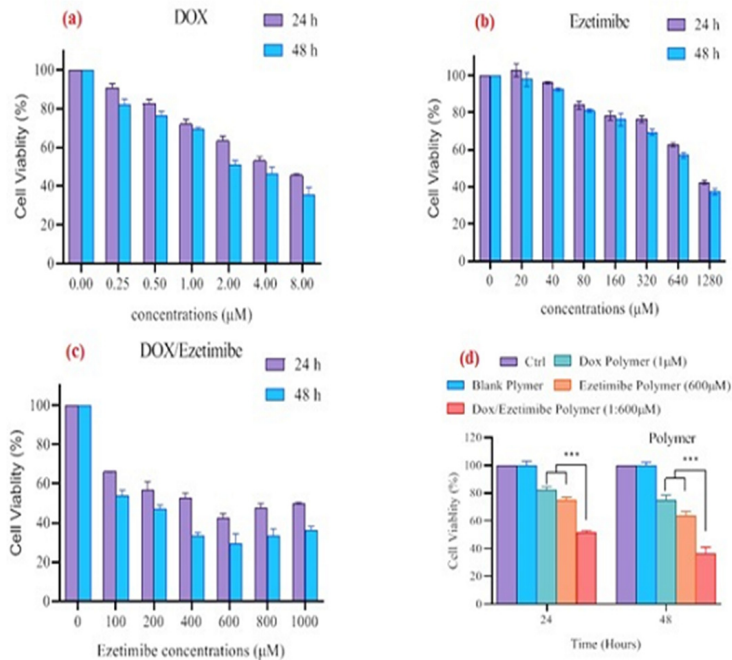 (a)
DOX
24 h
48 h
Cell Viablity (%)
100
80
60
40
20
0
0.00 0.25 0.50 1.00 2.00 4.00 8.00
concentrations (μM)
(b)
Ezetimibe
24 h
48 h
Cell Viability (%)
100
80
60
40
20
0
0 20 40 80 160 320 640 1280
concentrations (μM)
(c)
DOX/Ezetimibe
24 h
48 h
Cell Viablity (%)
100
80
60
40
20
0
0 100 200 400 600 800 1000
Ezetimibe concentrations (μM)
(d)
Ctrl Dox Polymer (1μM)
Blank Plymer Ezetimibe Polymer (600μM)
Dox/Ezetimibe Polymer (1:600μM)
Polymer
Cell Viablity (%)
120
100
80
60
40
20
0
*** ***
24 48
Time (Hours)